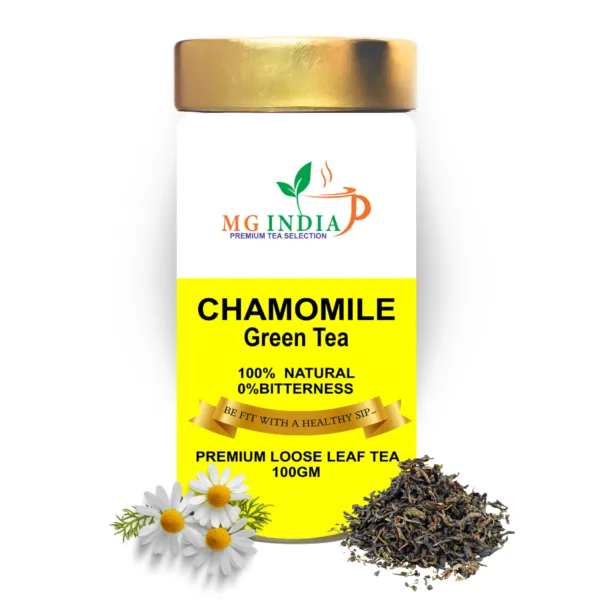 MG INDIA
PREMIUM TEA SELECTION
CHAMOMILE
Green Tea
100% NATURAL
0%BITTERNESS
BE FIT WITH A HEALTHY SIP...
PREMIUM LOOSE LEAF TEA
100GM